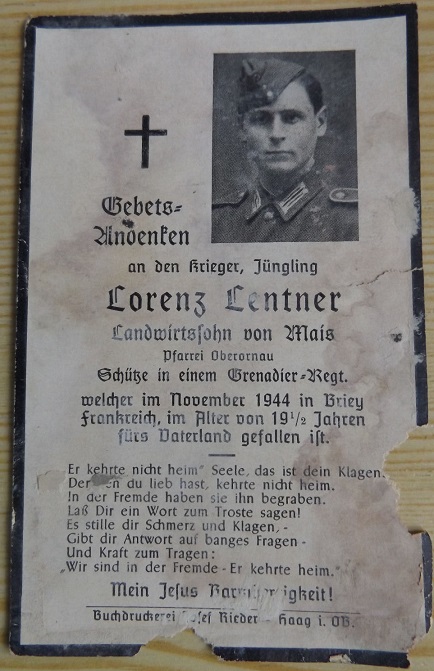 Gebets=
Andenken
an den Krieger, Jüngling
Lorenz Lentner
Landwirtssohn von Mais
Pfarrei Oberornau
Schütze in einem Grenadier=Regt.
welcher im November 1944 in Briey
Frankreich, im Alter von 19½ Jahren
fürs Vaterland gefallen ist.
Er kehrte nicht heim" Seele, das ist dein Klagen.
Der en du lieb hast, kehrte nicht heim.
In der Fremde haben sie ihn begraben.
Laß Dir ein Wort zum Troste sagen!
Es stille dir Schmerz und Klagen, -
Gibt dir Antwort auf banges Fragen -
Und Kraft zum Tragen:
„Wir sind in der Fremde - Er kehrte heim."
Mein Jesus Barmherzigkeit!
Buchdruckerei Josef Rieder - Haag i. OB.